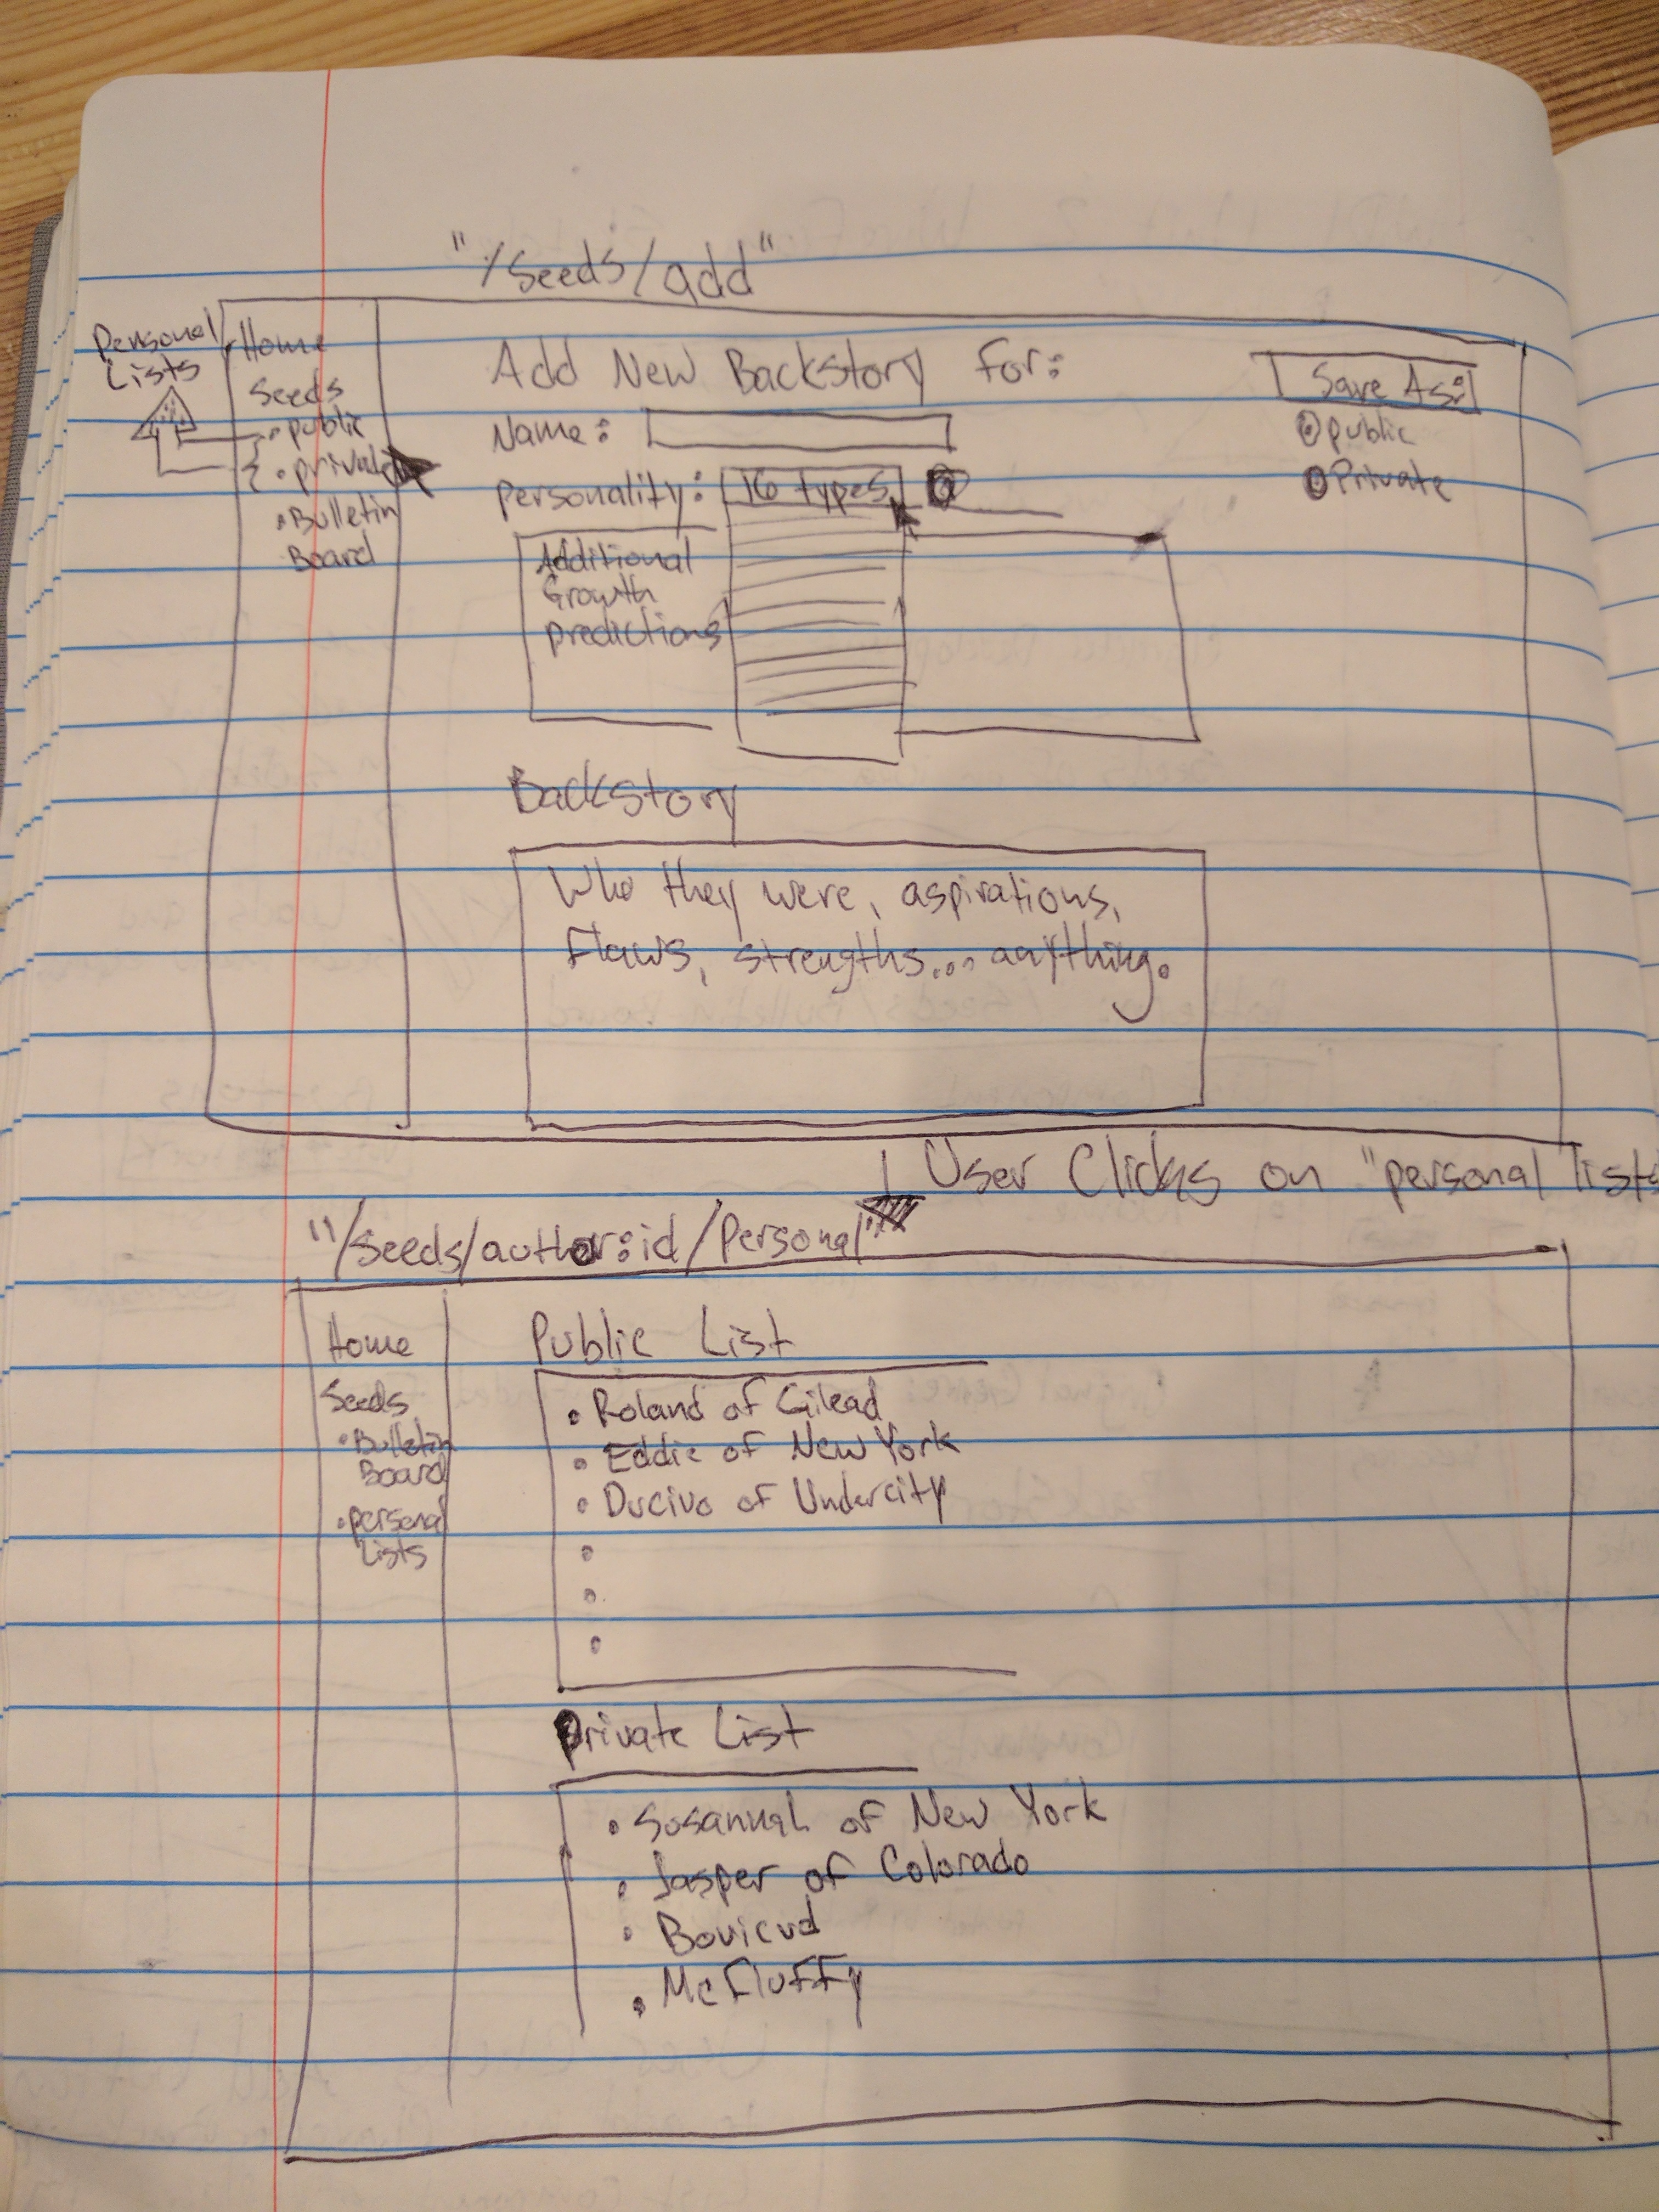 "/Seeds/add"
Personal
Lists
Home
Seeds
• public
• private
• Bulletin
Board
Add New Backstory For:
Name:
Personality: 16 types
Additional
Growth
predictions
Save As:
public
Private
Backstory
Who they were, aspirations,
Flaws, strengths... anything.
User Clicks on "personal lists
"/seeds/author:id/Personal"
Home
Seeds
• Bulletin
Board
• personal
Lists
Public List
• Roland of Gilead
• Eddie of New York
• Ducivo of Undercity
•
•
•
Private List
• Susannah of New York
• Jasper of Colorado
• Bovicud
• McFluffy